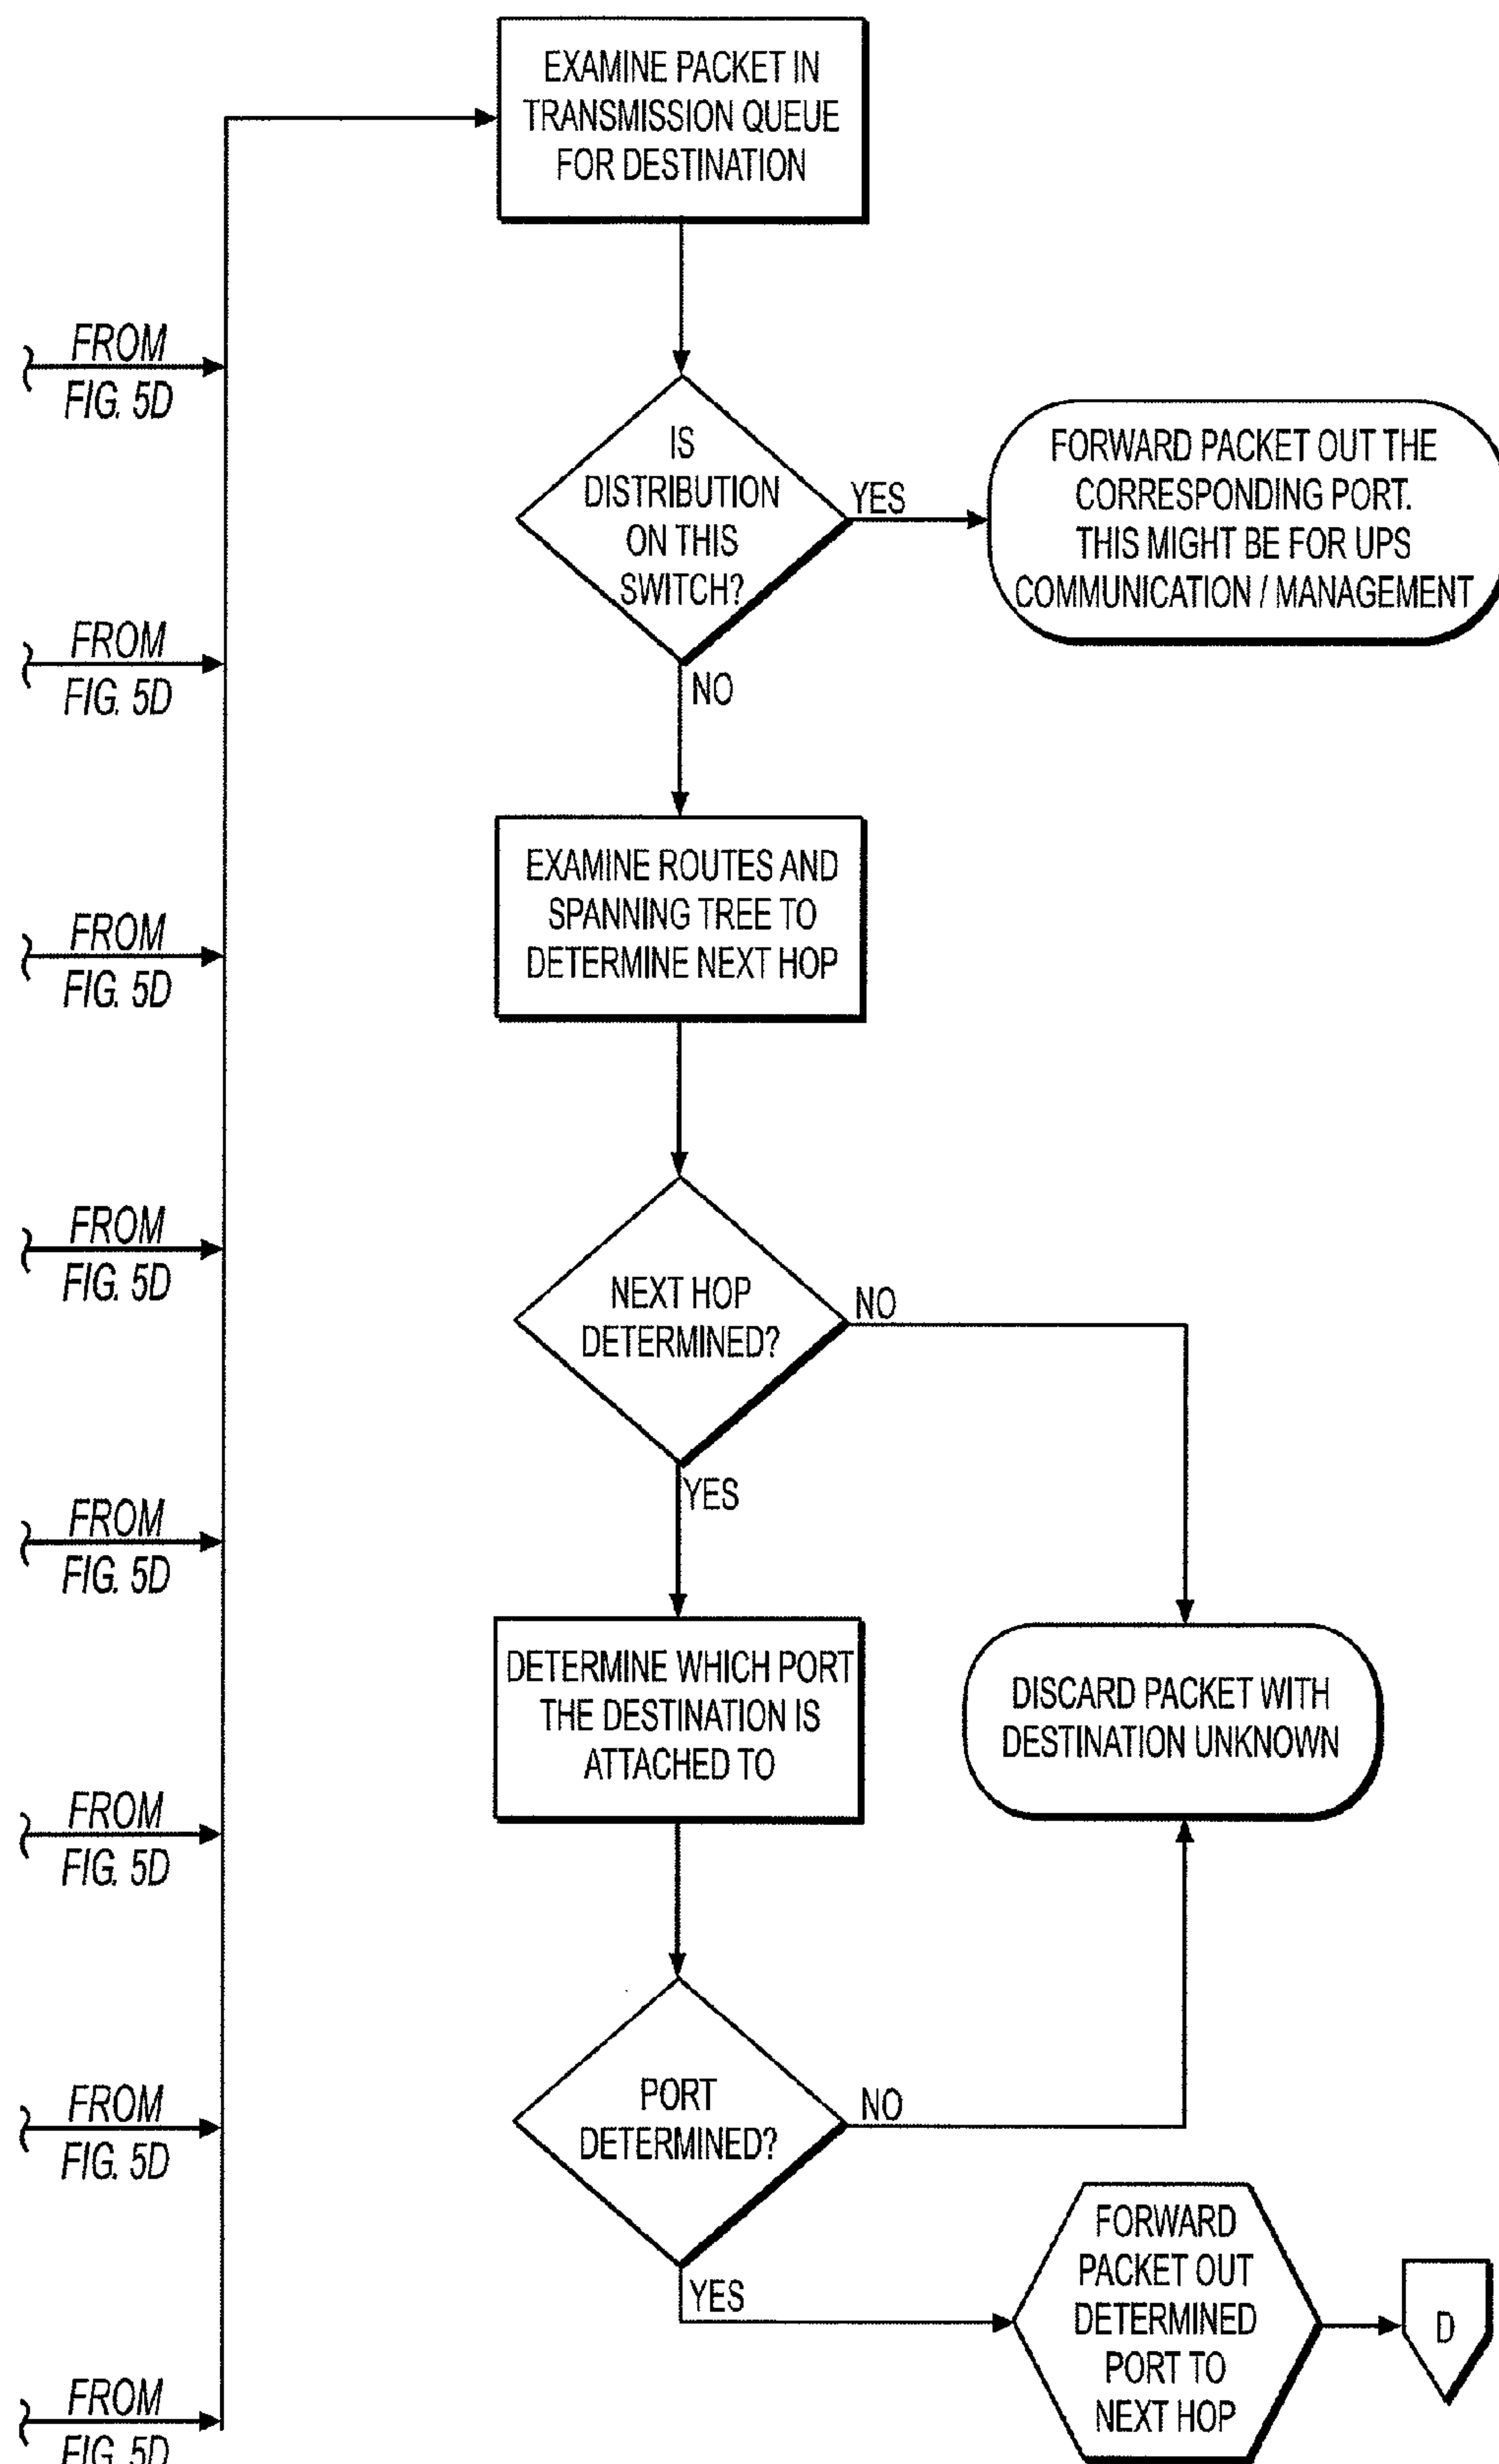 EXAMINE PACKET IN
TRANSMISSION QUEUE
FOR DESTINATION
FROM
FIG. 5D
IS
DISTRIBUTION
ON THIS
SWITCH?
YES
FORWARD PACKET OUT THE
CORRESPONDING PORT.
THIS MIGHT BE FOR UPS
COMMUNICATION / MANAGEMENT
FROM
FIG. 5D
NO
EXAMINE ROUTES AND
SPANNING TREE TO
DETERMINE NEXT HOP
FROM
FIG. 5D
FROM
FIG. 5D
NEXT HOP
DETERMINED?
NO
YES
FROM
FIG. 5D
DETERMINE WHICH PORT
THE DESTINATION IS
ATTACHED TO
DISCARD PACKET WITH
DESTINATION UNKNOWN
FROM
FIG. 5D
FROM
FIG. 5D
PORT
DETERMINED?
NO
YES
FORWARD
PACKET OUT
DETERMINED
PORT TO
NEXT HOP
D
FROM
FIG. 5D